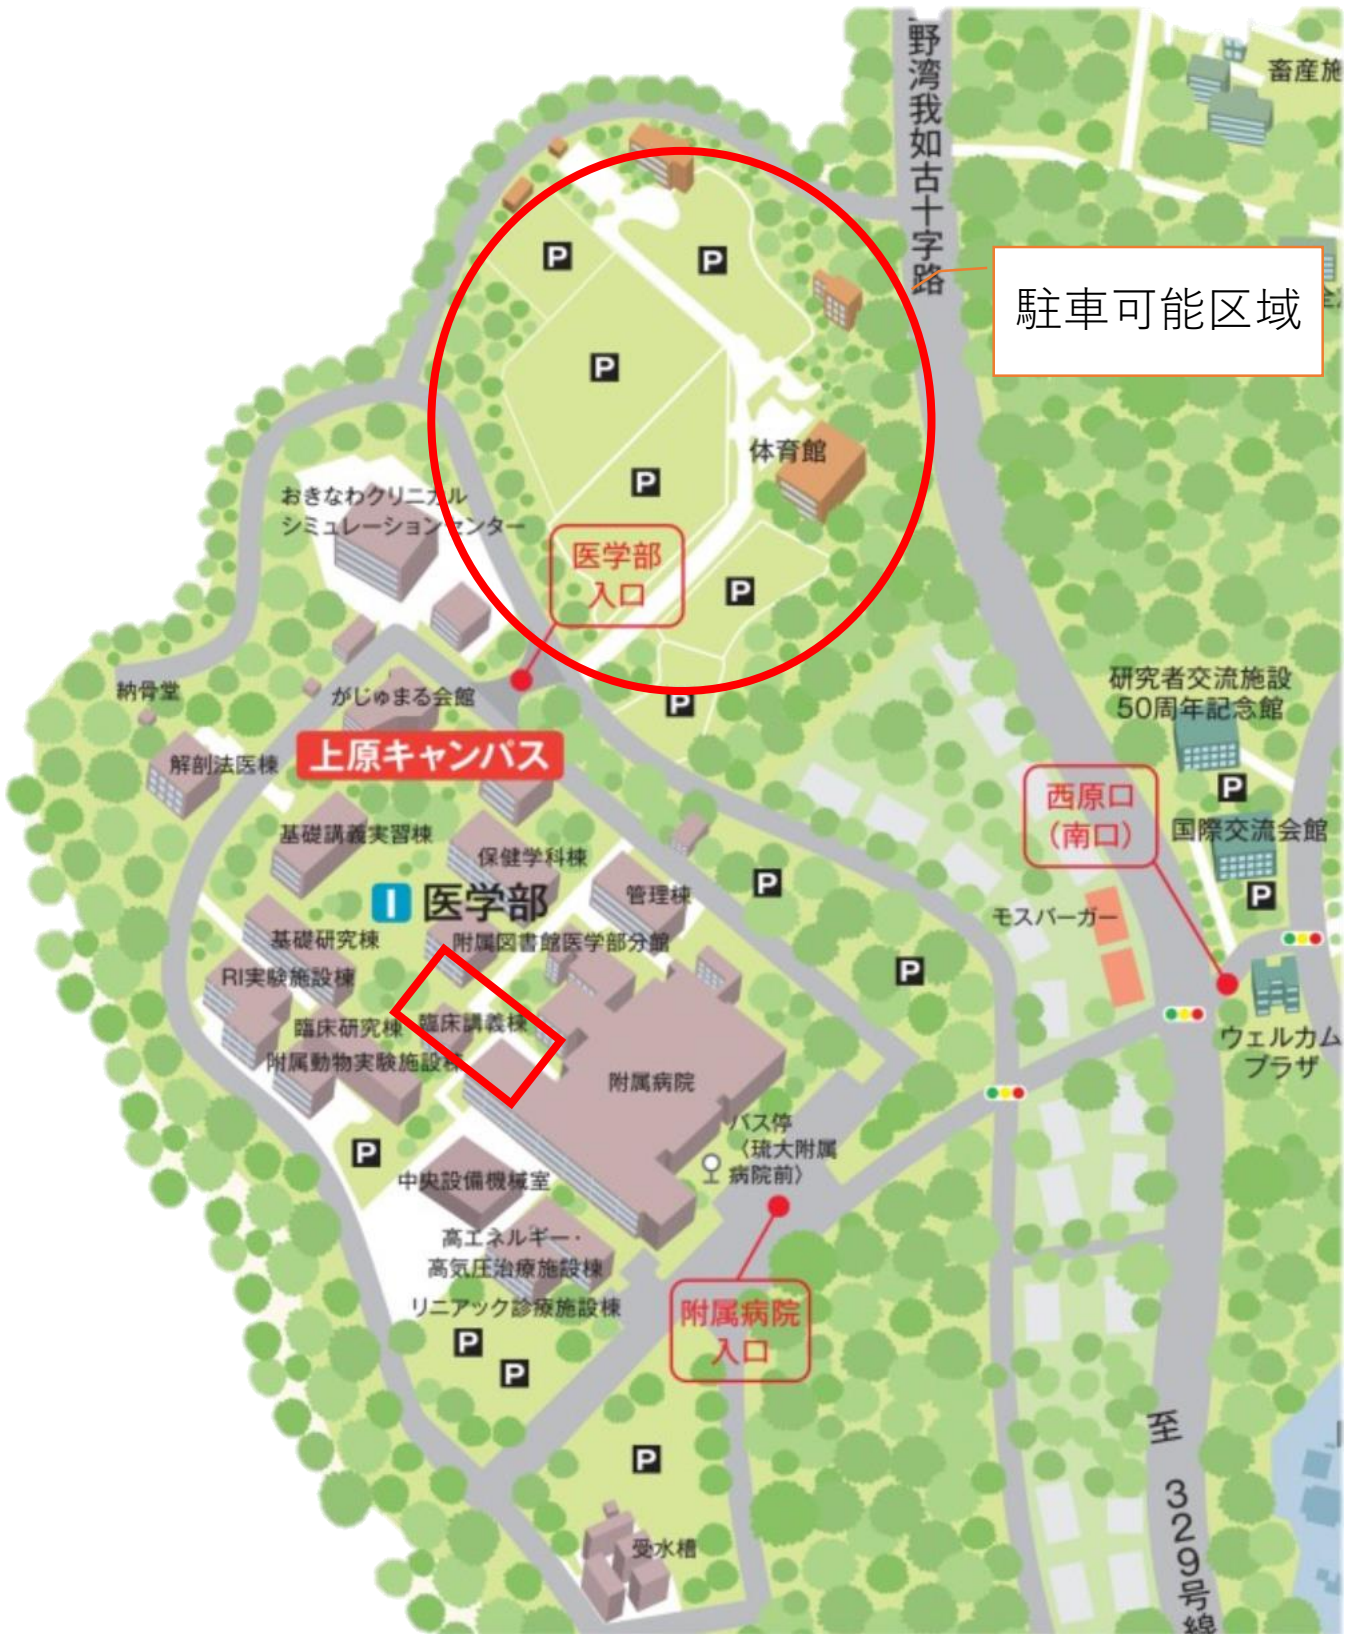 野湾我如古十字路
畜産施
駐車可能区域
P
P
P
体育館
P
おきなわクリニカル
シミュレーションセンター
医学部
入口
P
納骨堂
がじゅまる会館
P
研究者交流施設
50周年記念館
解剖法医棟
上原キャンパス
西原口
(南口)
P
国際交流会館
基礎講義実習棟
保健学科棟
P
管理棟
P
I 医学部
モスバーガー
基礎研究棟
附属図書館医学部分館
RI実験施設棟
P
臨床研究棟
臨床講義棟
ウェルカム
プラザ
附属動物実験施設棟
附属病院
バス停
〈琉大附属
病院前〉
P
中央設備機械室
高エネルギー・
高気圧治療施設棟
リニアック診療施設棟
附属病院
入口
P
P
P
至 329号線
受水槽